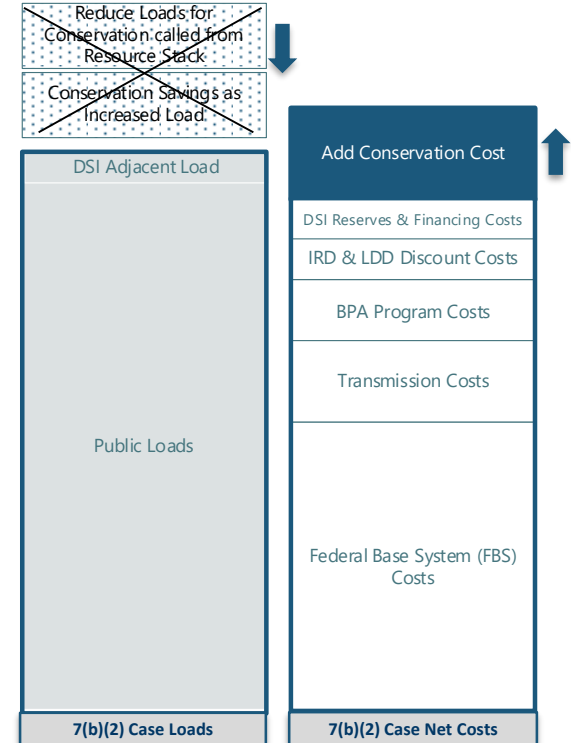 Reduce Loads for
Conservation called from
Resource Stack
Conservation Savings as
Increased Load
DSI Adjacent Load
Public Loads
7(b)(2) Case Loads
Add Conservation Cost
DSI Reserves & Financing Costs
IRD & LDD Discount Costs
BPA Program Costs
Transmission Costs
Federal Base System (FBS)
Costs
7(b)(2) Case Net Costs